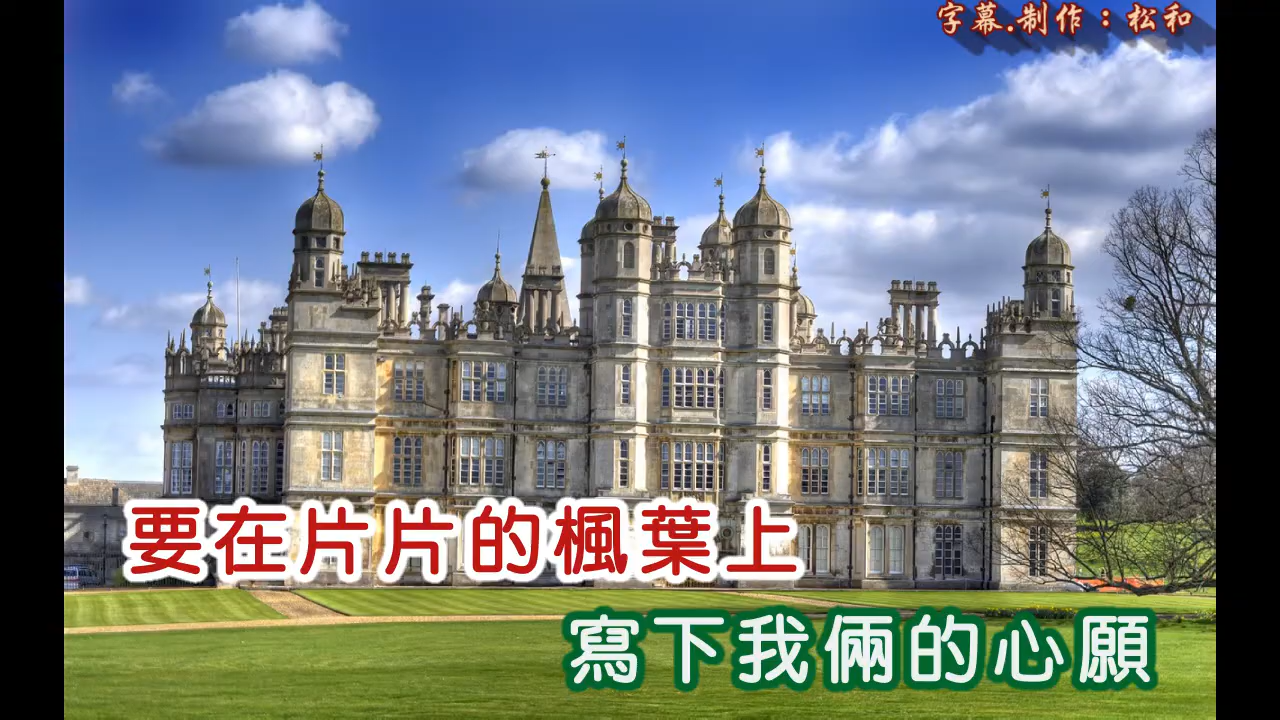 字幕.制作：松和
要在片片的楓葉上
寫下我倆的心願